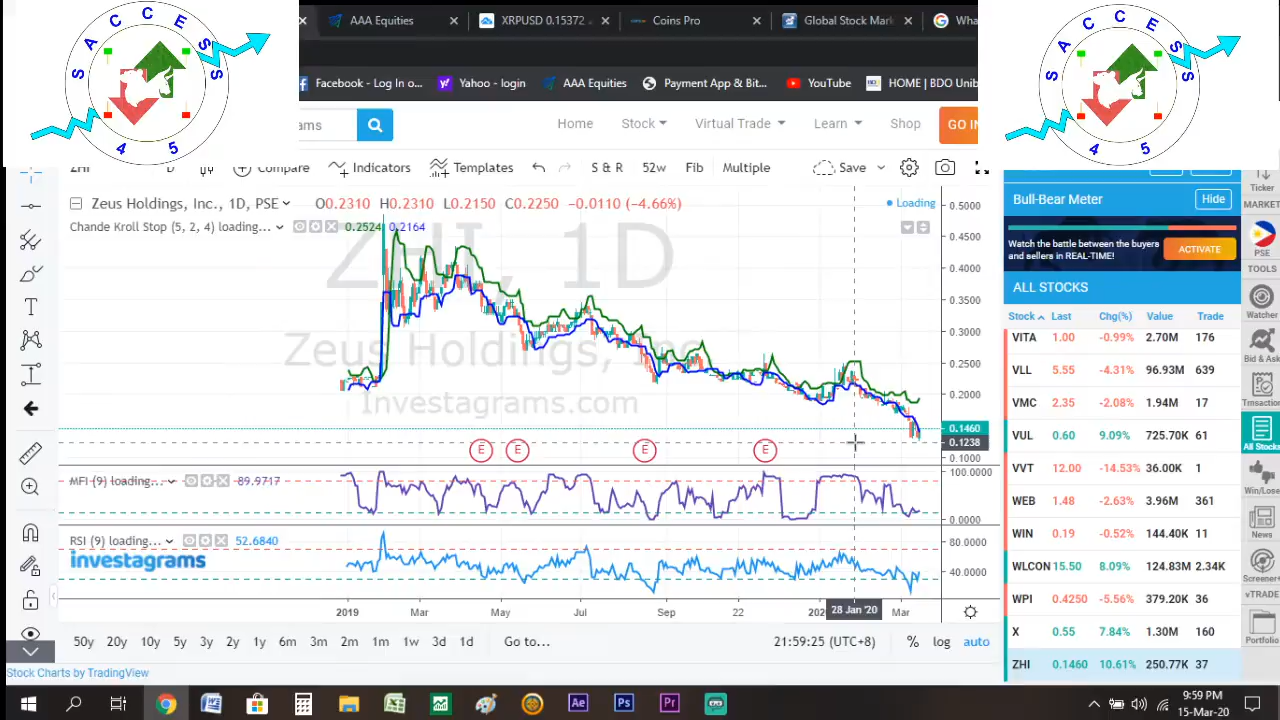 S A C C E S S 4 5
AAA Equities
XRPUSD 0.15372
Coins Pro
Global Stock Mark
Wha
S A C C E S S 4 5
Facebook - Log In o...
Yahoo - login
AAA Equities
Payment App & Bit...
YouTube
HOME | BDO Unib
ams
Home
Stock
Virtual Trade
Learn
Shop
GO IN
ZHI
D
Compare
Indicators
Templates
S & R
52w
Fib
Multiple
Save
Zeus Holdings, Inc., 1D, PSE
O0.2310 H0.2310 L0.2150 C0.2250 -0.0110 (-4.66%)
Loading
Chande Kroll Stop (5, 2, 4) loading...
0.2524 0.2164
ZHI, 1D
Zeus Holdings, Inc.
Investagrams.com
0.5000
0.4500
0.4000
0.3500
0.3000
0.2500
0.2000
0.1460
0.1238
0.1000
E
E
E
E
MFI (9) loading...
89.9717
100.0000
0.0000
RSI (9) loading...
52.6840
investagrams
80.0000
40.0000
2019
Mar
May
Jul
Sep
22
2020
28 Jan '20
Mar
50y 20y 10y 5y 3y 2y 1y 6m 3m 2m 1m 1w 3d 1d
Go to...
21:59:25 (UTC+8)
%
log
auto
Stock Charts by TradingView
Bull-Bear Meter
Hide
Watch the battle between the buyers
and sellers in REAL-TIME!
ACTIVATE
ALL STOCKS
Stock Last Chg(%) Value Trade
VITA 1.00 -0.99% 2.70M 176
VLL 5.55 -4.31% 96.93M 639
VMC 2.35 -2.08% 1.94M 17
VUL 0.60 9.09% 725.70K 61
VVT 12.00 -14.53% 36.00K 1
WEB 1.48 -2.63% 3.96M 361
WIN 0.19 -0.52% 144.40K 11
WLCON 15.50 8.09% 124.83M 2.34K
WPI 0.4250 -5.56% 379.20K 36
X 0.55 7.84% 1.30M 160
ZHI 0.1460 10.61% 250.77K 37
Ticker
MARKET
PSE
TOOLS
Watcher
Bid & Ask
Trnsaction
All Stocks
Win/Lose
News
Screener
vTRADE
Portfolio
Ae
Ps
Pr
9:59 PM
15-Mar-20